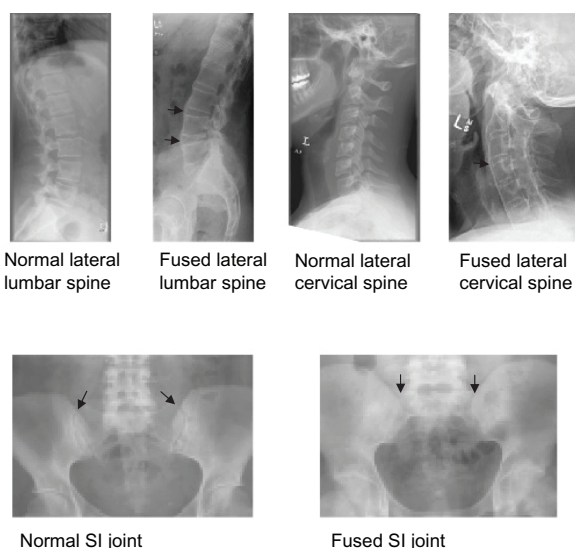 Normal lateral
lumbar spine
Fused lateral
lumbar spine
Normal lateral
cervical spine
Fused lateral
cervical spine
Normal SI joint
Fused SI joint